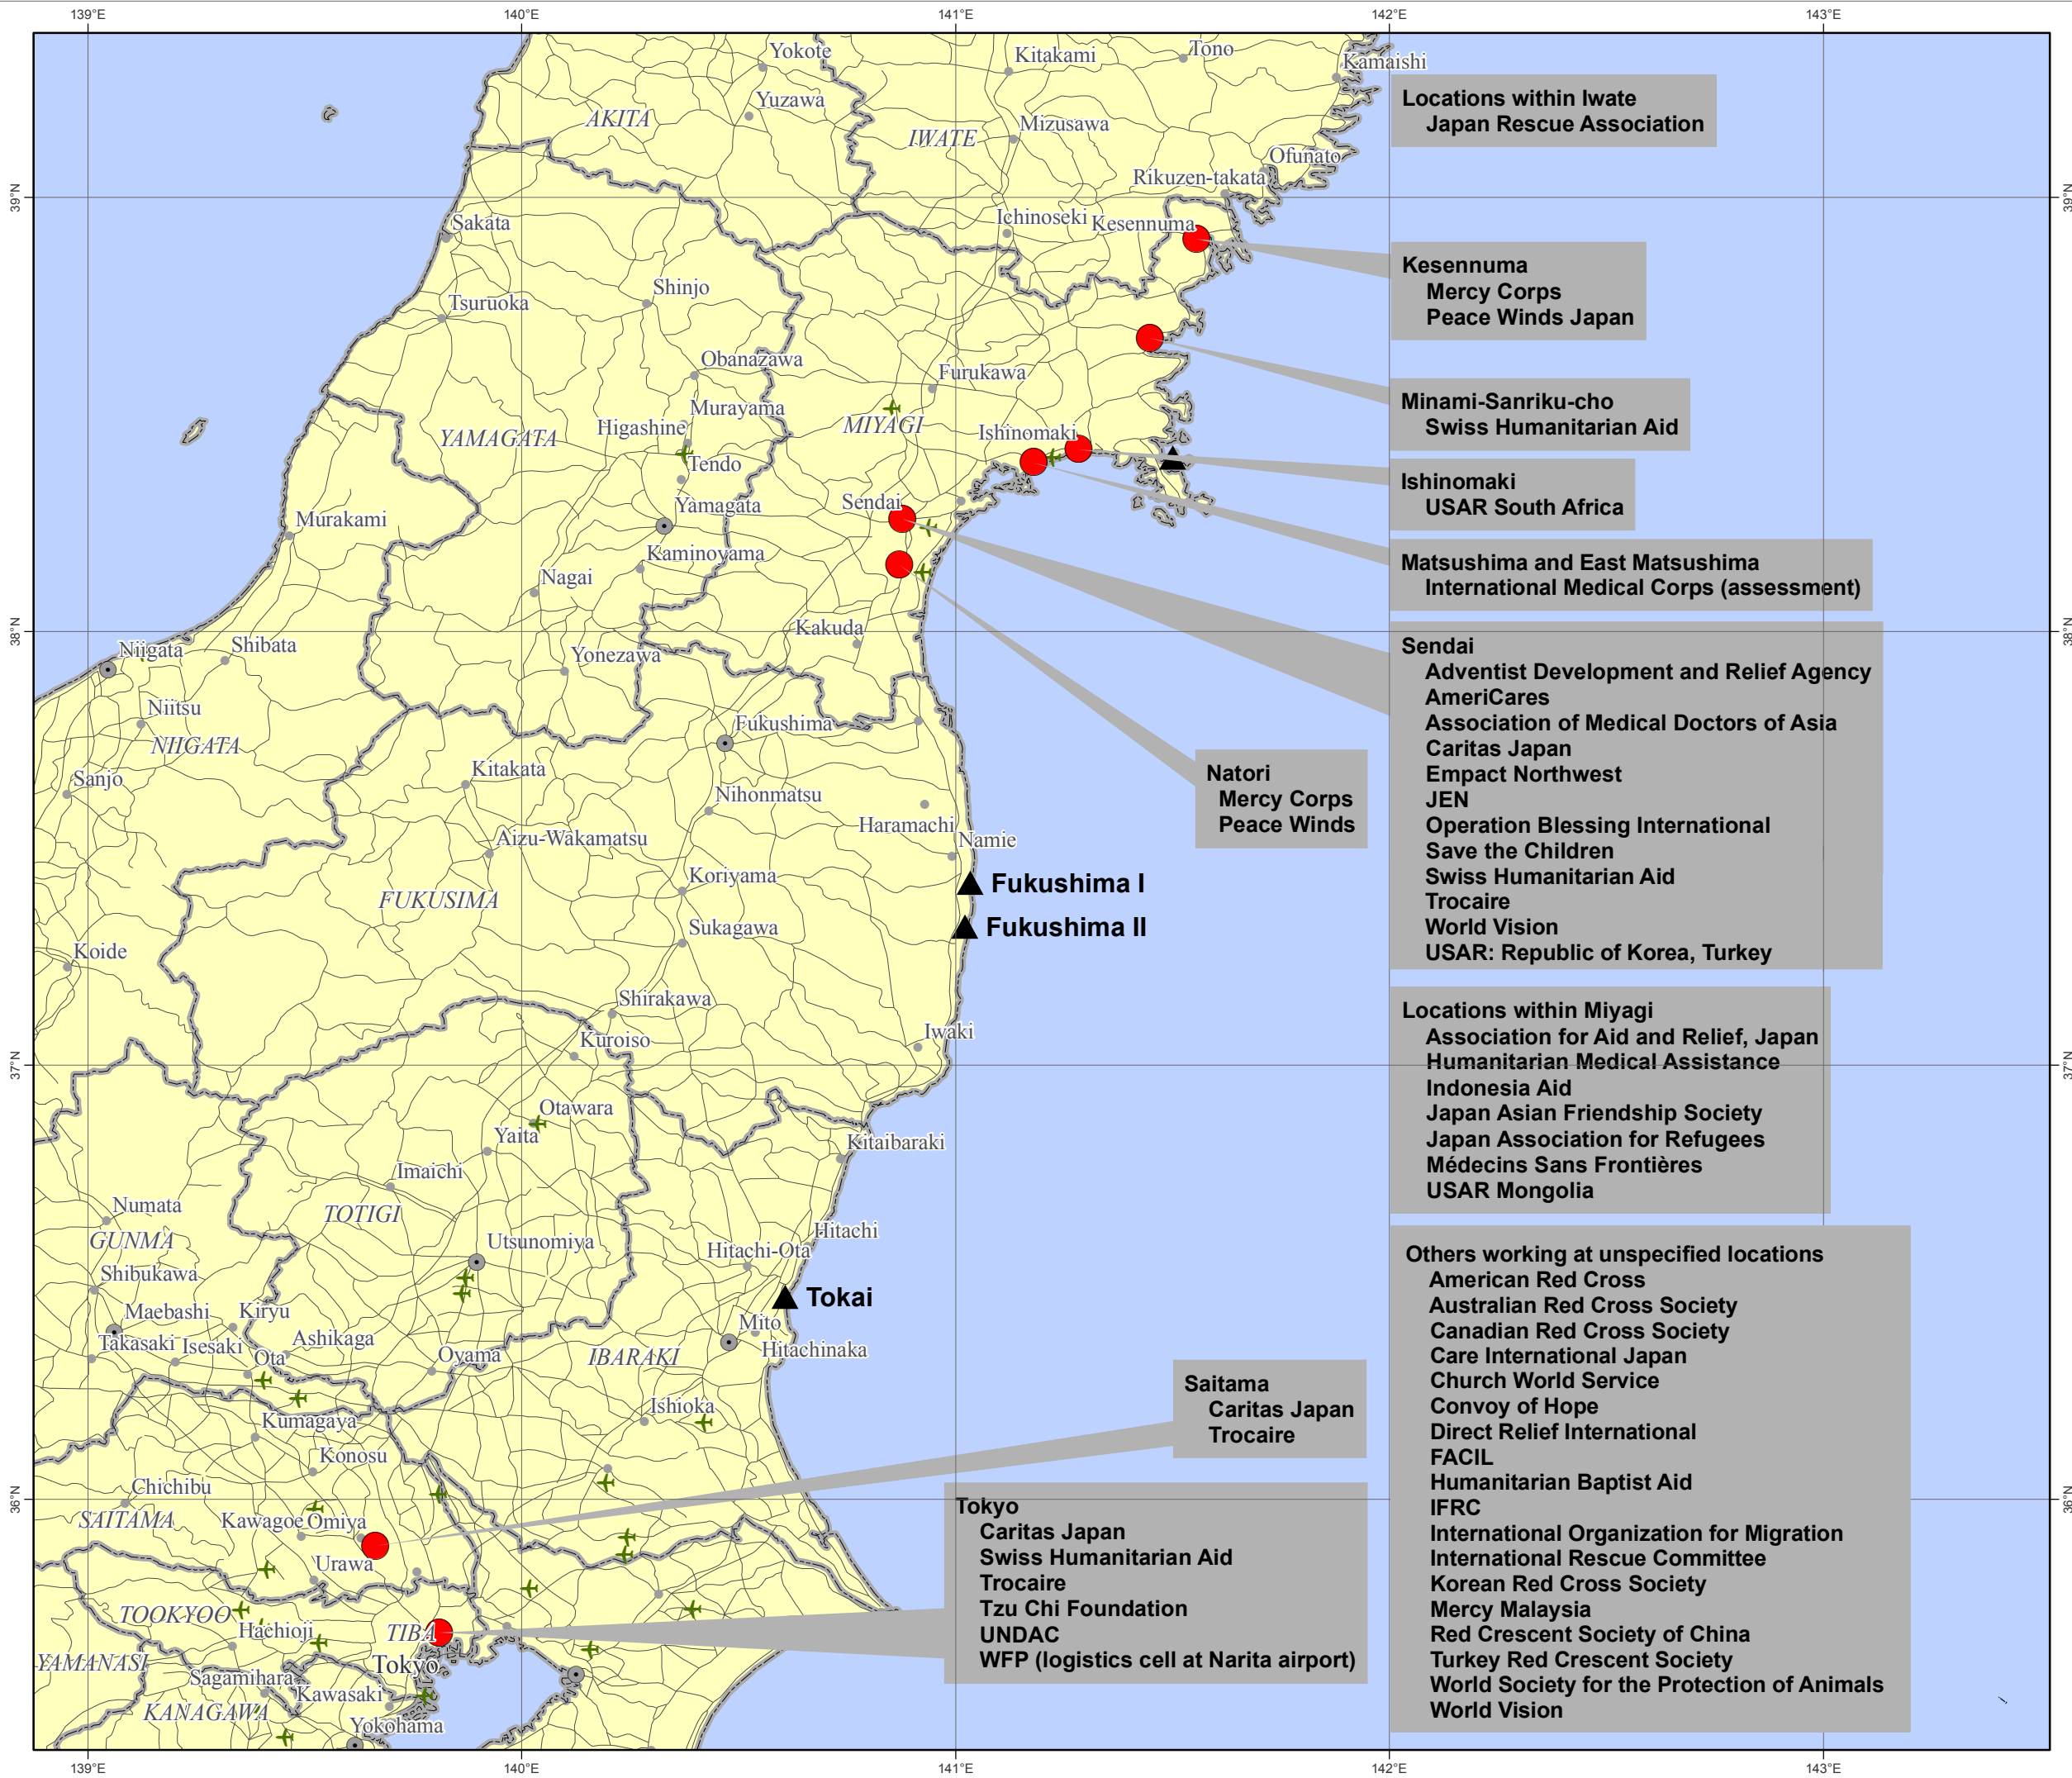 139°E
140°E
141°E
142°E
143°E
39°N
38°N
37°N
36°N
39°N
38°N
37°N
36°N
Yokote
Kitakami
Tono
Kamaishi
Yuzawa
AKITA
Mizusawa
IWATE
Ofunato
Rikuzen-takata
Ichinoseki
Kesennuma
Sakata
Shinjo
Tsuruoka
Obanazawa
Furukawa
Murayama
MIYAGI
Higashine
YAMAGATA
Ishinomaki
Tendo
Sendai
Yamagata
Murakami
Kaminoyama
Nagai
Kakuda
Niigata
Shibata
Yonezawa
Niitsu
Fukushima
NIIGATA
Kitakata
Sanjo
Nihonmatsu
Haramachi
Aizu-Wakamatsu
Namie
Koriyama
Fukushima I
FUKUSIMA
Fukushima II
Sukagawa
Koide
Shirakawa
Iwaki
Kuroiso
Otawara
Yaita
Kitaibaraki
Imaichi
Numata
TOTIGI
GUNMA
Hitachi
Utsunomiya
Hitachi-Ota
Shibukawa
Tokai
Maebashi
Kiryu
Mito
Takasaki
Isesaki
Ashikaga
Hitachinaka
Ota
Oyama
IBARAKI
Kumagaya
Ishioka
Konosu
Chichibu
SAITAMA
Kawagoe
Omiya
Urawa
TOOKYOO
Hachioji
TIBA
YAMANASI
Tokyo
Sagamihara
Kawasaki
KANAGAWA
Yokohama
Locations within Iwate
Japan Rescue Association
Kesennuma
Mercy Corps
Peace Winds Japan
Minami-Sanriku-cho
Swiss Humanitarian Aid
Ishinomaki
USAR South Africa
Matsushima and East Matsushima
International Medical Corps (assessment)
Sendai
Adventist Development and Relief Agency
AmeriCares
Association of Medical Doctors of Asia
Caritas Japan
Empact Northwest
JEN
Operation Blessing International
Save the Children
Swiss Humanitarian Aid
Trocaire
World Vision
USAR: Republic of Korea, Turkey
Natori
Mercy Corps
Peace Winds
Locations within Miyagi
Association for Aid and Relief, Japan
Humanitarian Medical Assistance
Indonesia Aid
Japan Asian Friendship Society
Japan Association for Refugees
Médecins Sans Frontières
USAR Mongolia
Others working at unspecified locations
American Red Cross
Australian Red Cross Society
Canadian Red Cross Society
Care International Japan
Church World Service
Convoy of Hope
Direct Relief International
FACIL
Humanitarian Baptist Aid
IFRC
International Organization for Migration
International Rescue Committee
Korean Red Cross Society
Mercy Malaysia
Red Crescent Society of China
Turkey Red Crescent Society
World Society for the Protection of Animals
World Vision
Saitama
Caritas Japan
Trocaire
Tokyo
Caritas Japan
Swiss Humanitarian Aid
Trocaire
Tzu Chi Foundation
UNDAC
WFP (logistics cell at Narita airport)
139°E
140°E
141°E
142°E
143°E